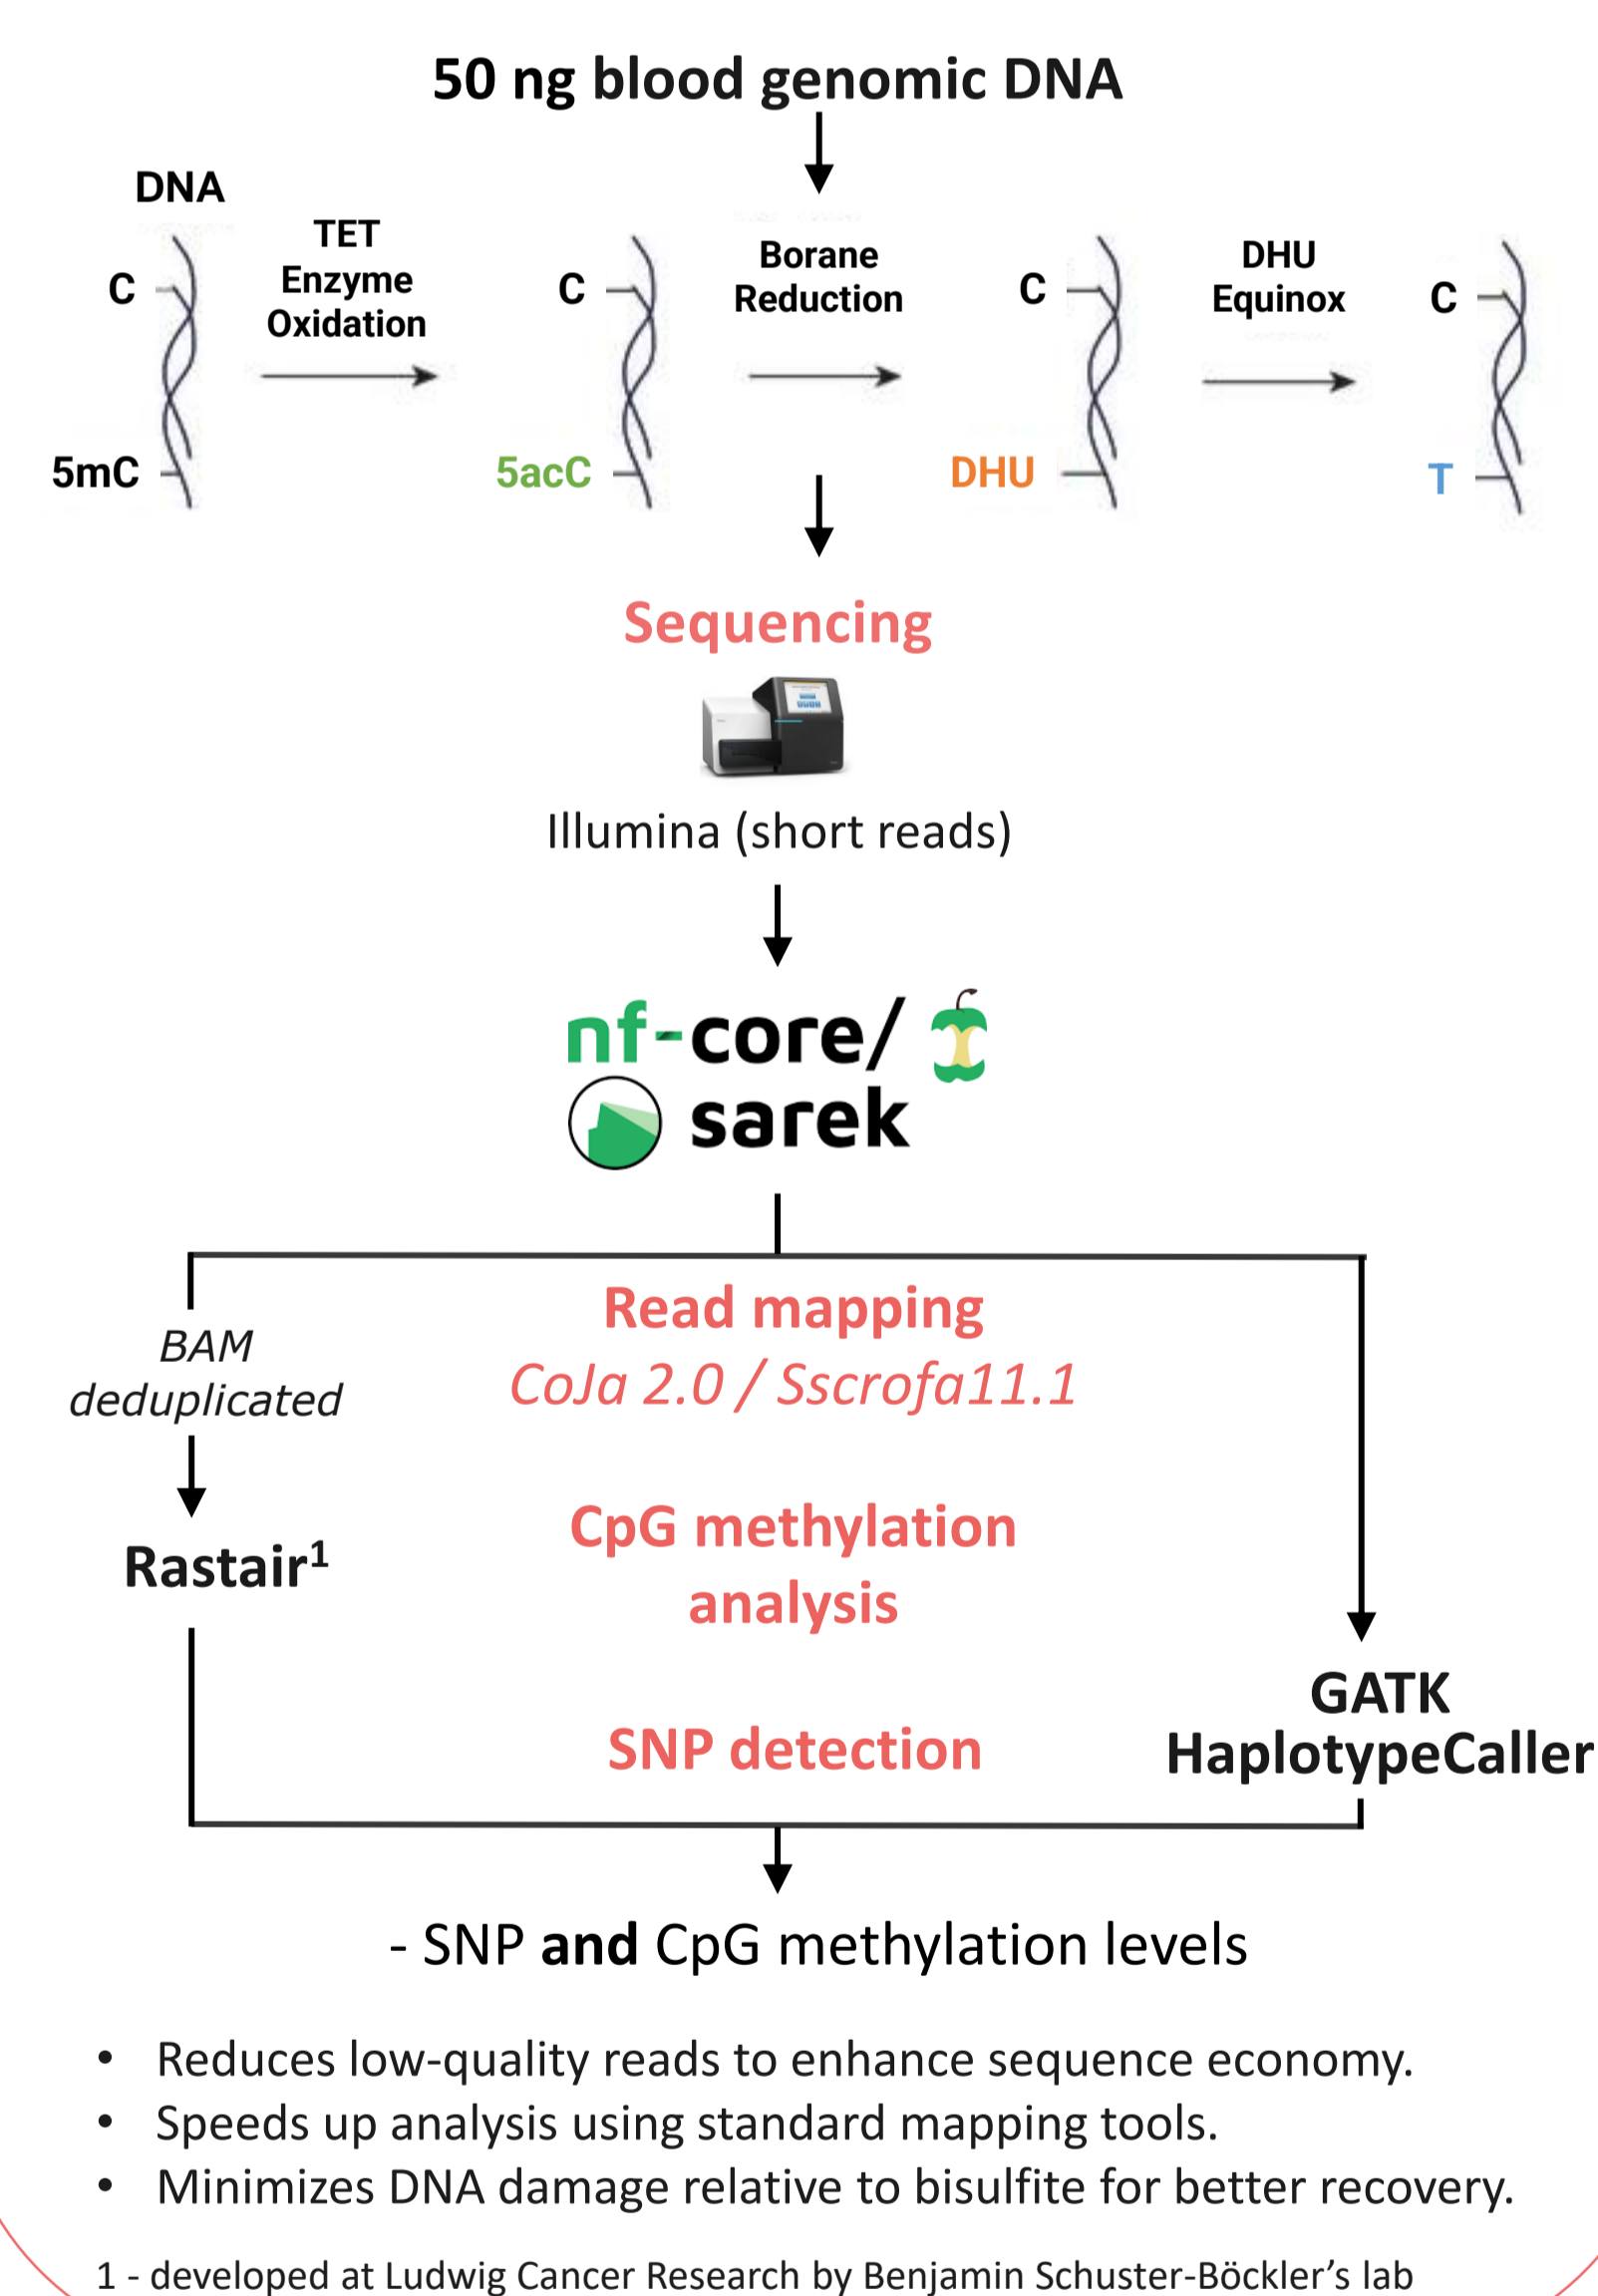 50 ng blood genomic DNA
DNA
TET
Enzyme
Oxidation
Borane
Reduction
DHU
Equinox
C
C
C
C
5mC
5acC
DHU
T
Sequencing
Illumina (short reads)
nf-core/
sarek
Read mapping
CoJa 2.0 / Sscrofa11.1
BAM
deduplicated
CpG methylation
analysis
Rastair¹
GATK
HaplotypeCaller
SNP detection
- SNP and CpG methylation levels
• Reduces low-quality reads to enhance sequence economy.
• Speeds up analysis using standard mapping tools.
• Minimizes DNA damage relative to bisulfite for better recovery.
1 - developed at Ludwig Cancer Research by Benjamin Schuster-Böckler’s lab